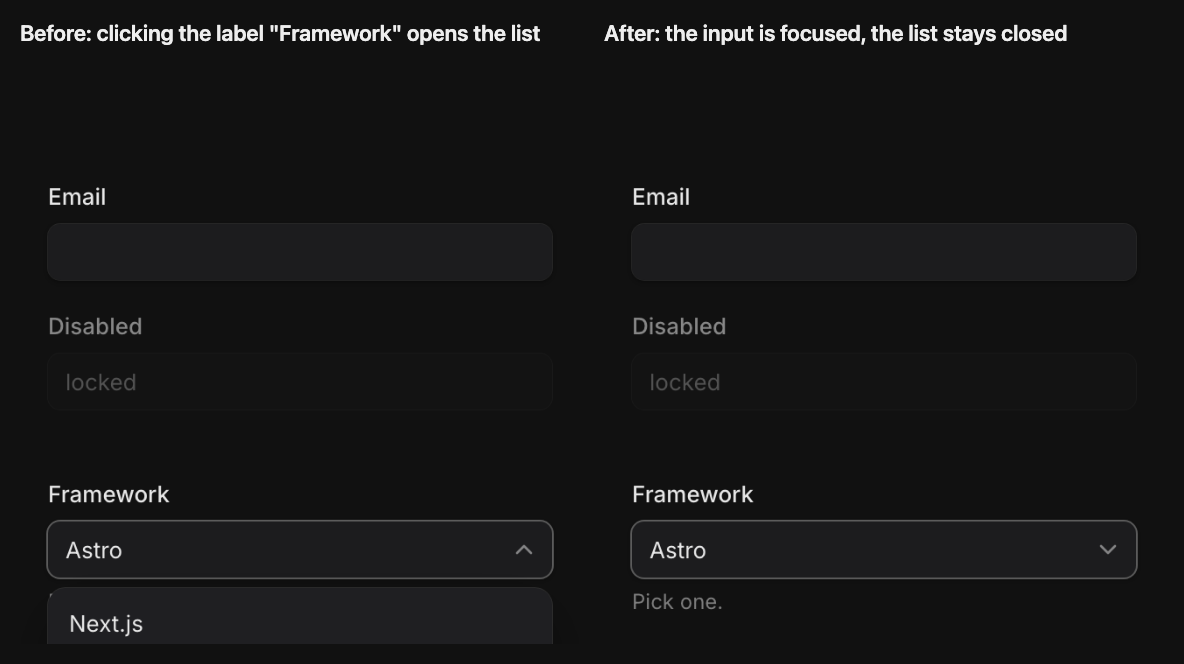 Before: clicking the label "Framework" opens the list
Email
Disabled
locked
Framework
Astro
Next.js
After: the input is focused, the list stays closed
Email
Disabled
locked
Framework
Astro
Pick one.